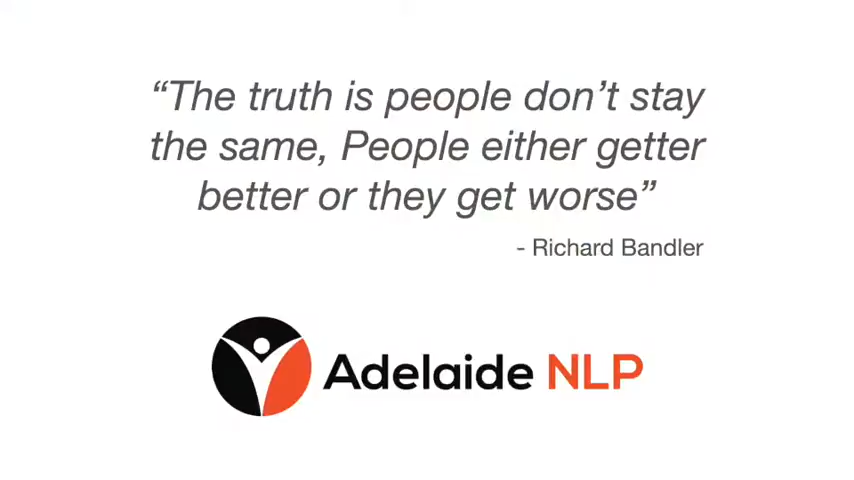 “The truth is people don’t stay
the same, People either getter
better or they get worse”
- Richard Bandler
Adelaide NLP